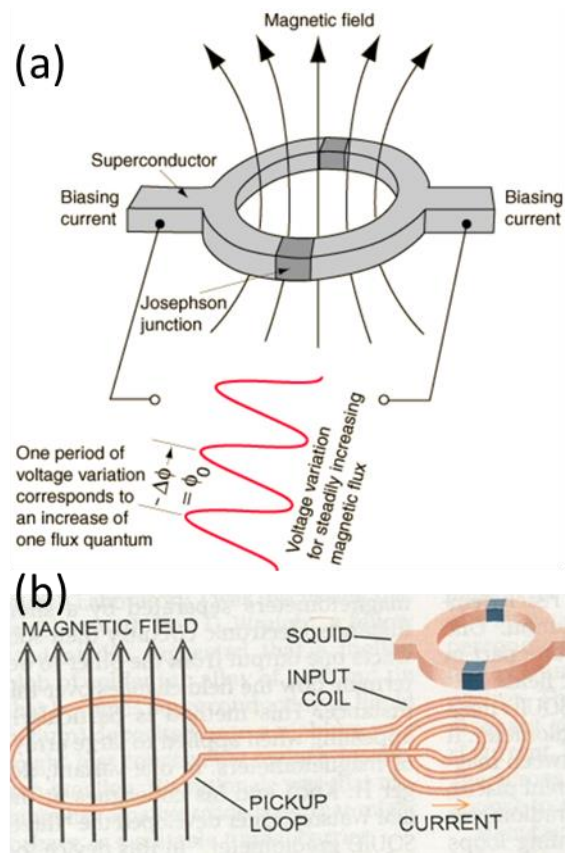 (a)
Magnetic field
Superconductor
Biasing
current
Biasing
current
Josephson
junction
One period of
voltage variation
corresponds to
an increase of
one flux quantum
- Δϕ -
= ϕ0
Voltage variation
for steadily increasing
magnetic flux
(b)
MAGNETIC FIELD
SQUID
INPUT
COIL
PICKUP
LOOP
CURRENT